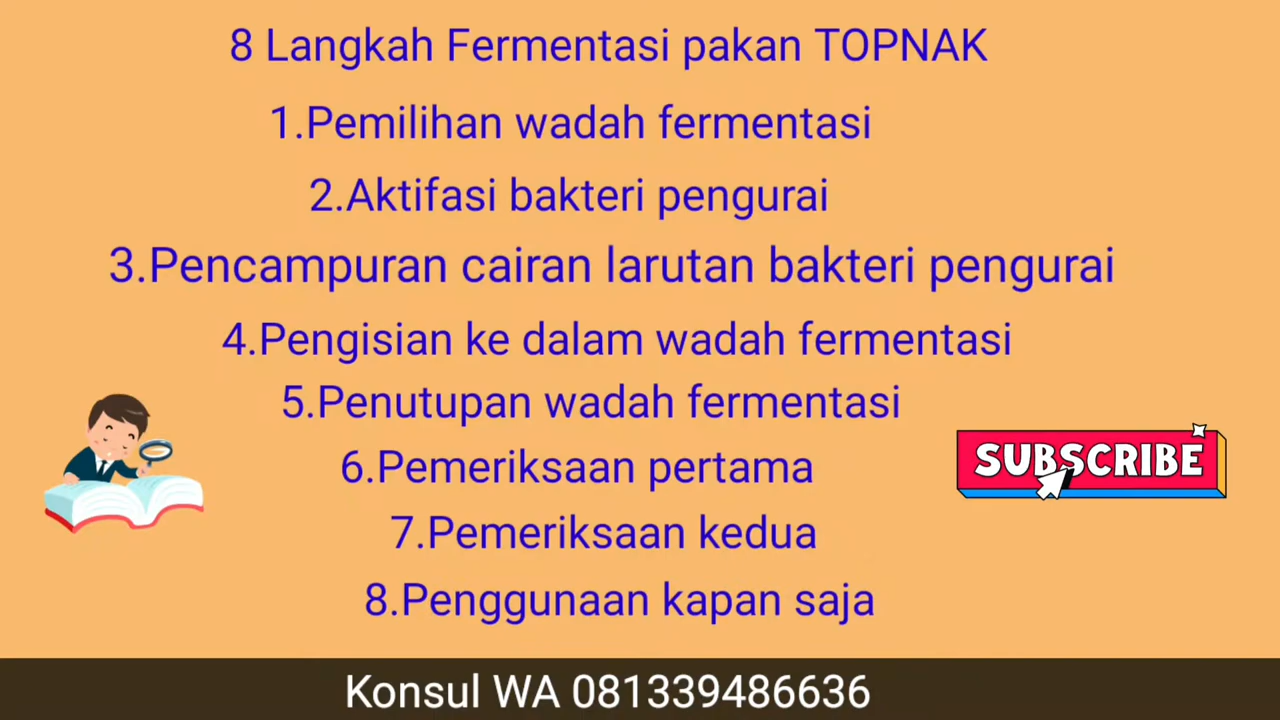 8 Langkah Fermentasi pakan TOPNAK
1.Pemilihan wadah fermentasi
2.Aktifasi bakteri pengurai
3.Pencampuran cairan larutan bakteri pengurai
4.Pengisian ke dalam wadah fermentasi
5.Penutupan wadah fermentasi
6.Pemeriksaan pertama
SUBSCRIBE
7.Pemeriksaan kedua
8.Penggunaan kapan saja
Konsul WA 081339486636